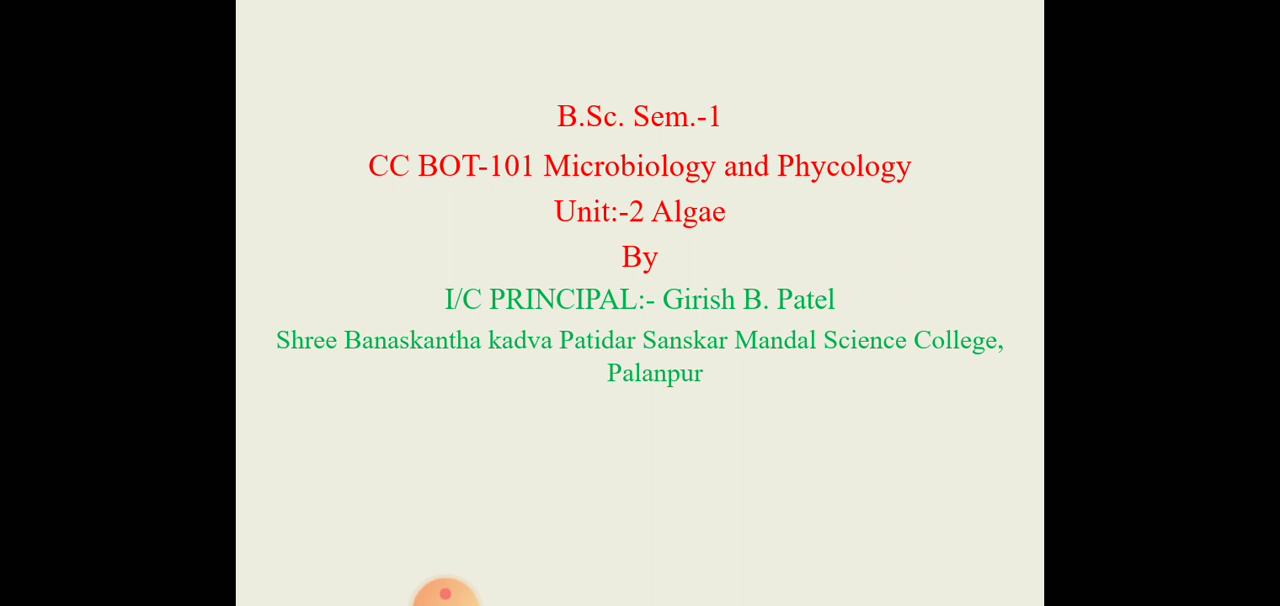 B.Sc. Sem.-1
CC BOT-101 Microbiology and Phycology
Unit:-2 Algae
By
I/C PRINCIPAL:- Girish B. Patel
Shree Banaskantha kadva Patidar Sanskar Mandal Science College,
Palanpur